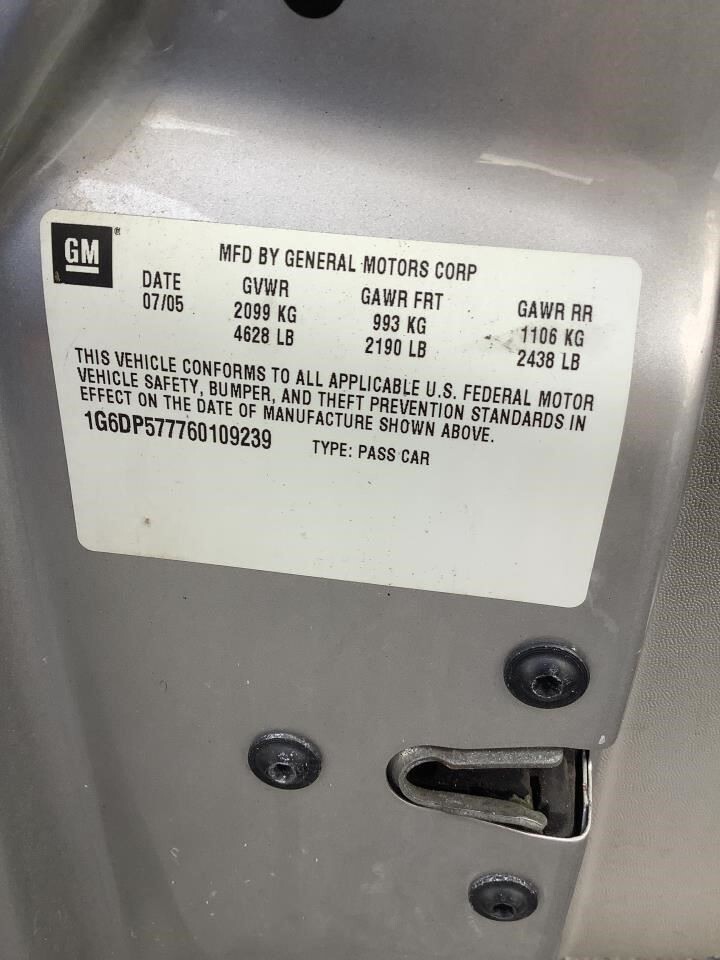 GM ®
MFD BY GENERAL MOTORS CORP
DATE GVWR GAWR FRT GAWR RR
07/05 2099 KG 993 KG 1106 KG
4628 LB 2190 LB 2438 LB
THIS VEHICLE CONFORMS TO ALL APPLICABLE U.S. FEDERAL MOTOR
VEHICLE SAFETY, BUMPER, AND THEFT PREVENTION STANDARDS IN
EFFECT ON THE DATE OF MANUFACTURE SHOWN ABOVE.
1G6DP577760109239 TYPE: PASS CAR